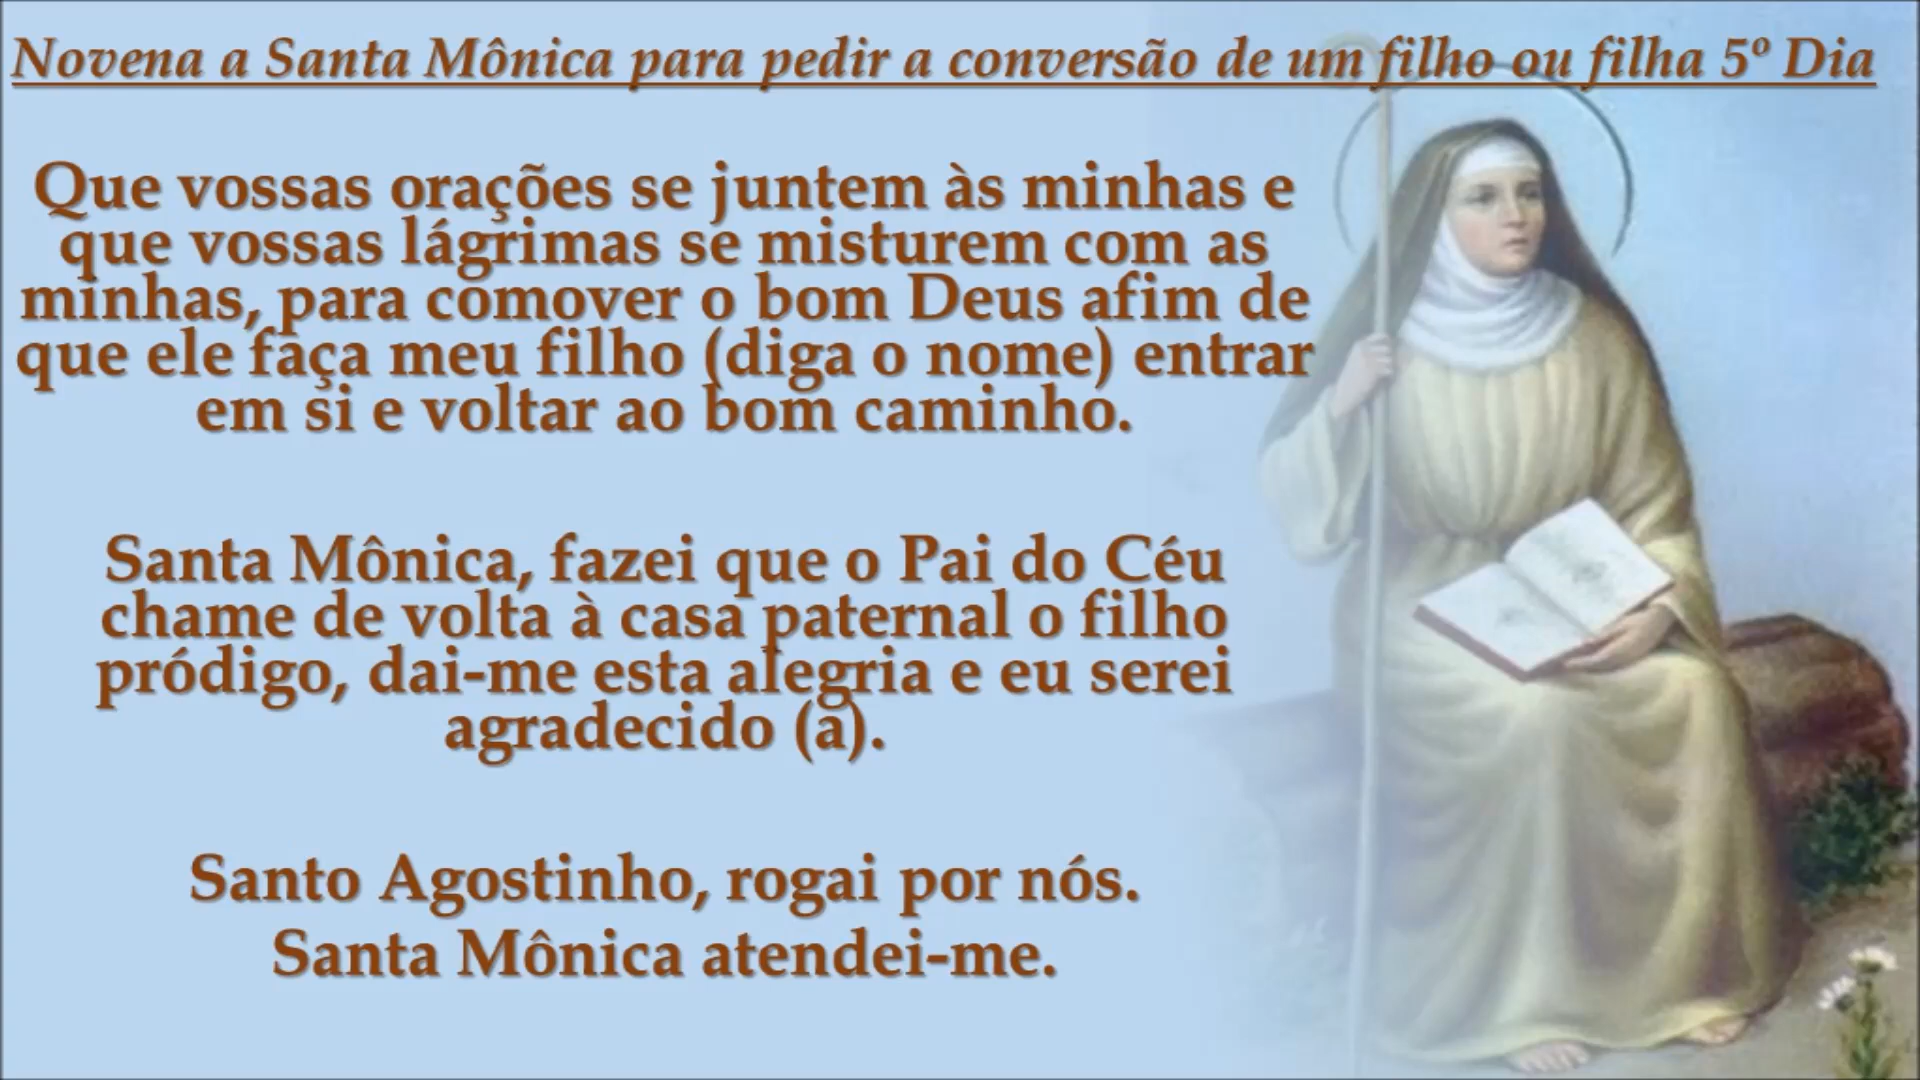 Novena a Santa Mônica para pedir a conversão de um filho ou filha 5º Dia
Que vossas orações se juntem às minhas e
que vossas lágrimas se misturem com as
minhas, para comover o bom Deus afim de
que ele faça meu filho (diga o nome) entrar
em si e voltar ao bom caminho.
Santa Mônica, fazei que o Pai do Céu
chame de volta à casa paternal o filho
pródigo, dai-me esta alegria e eu serei
agradecido (a).
Santo Agostinho, rogai por nós.
Santa Mônica atendei-me.